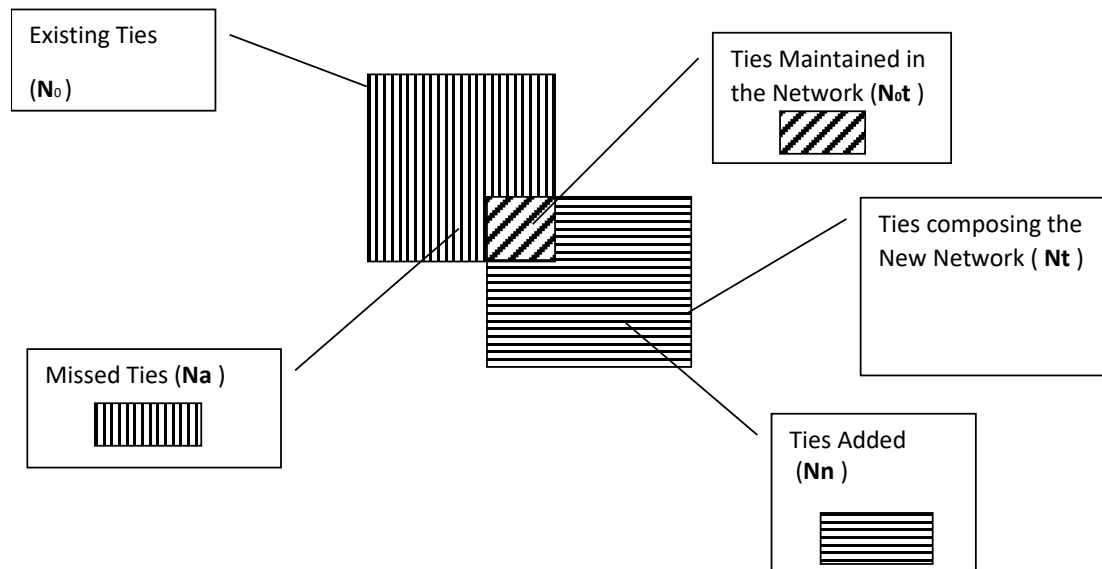 Existing Ties
(N₀ )
Ties Maintained in
the Network (N₀t )
Ties composing the
New Network ( Nt )
Missed Ties (Na )
Ties Added
(Nn )